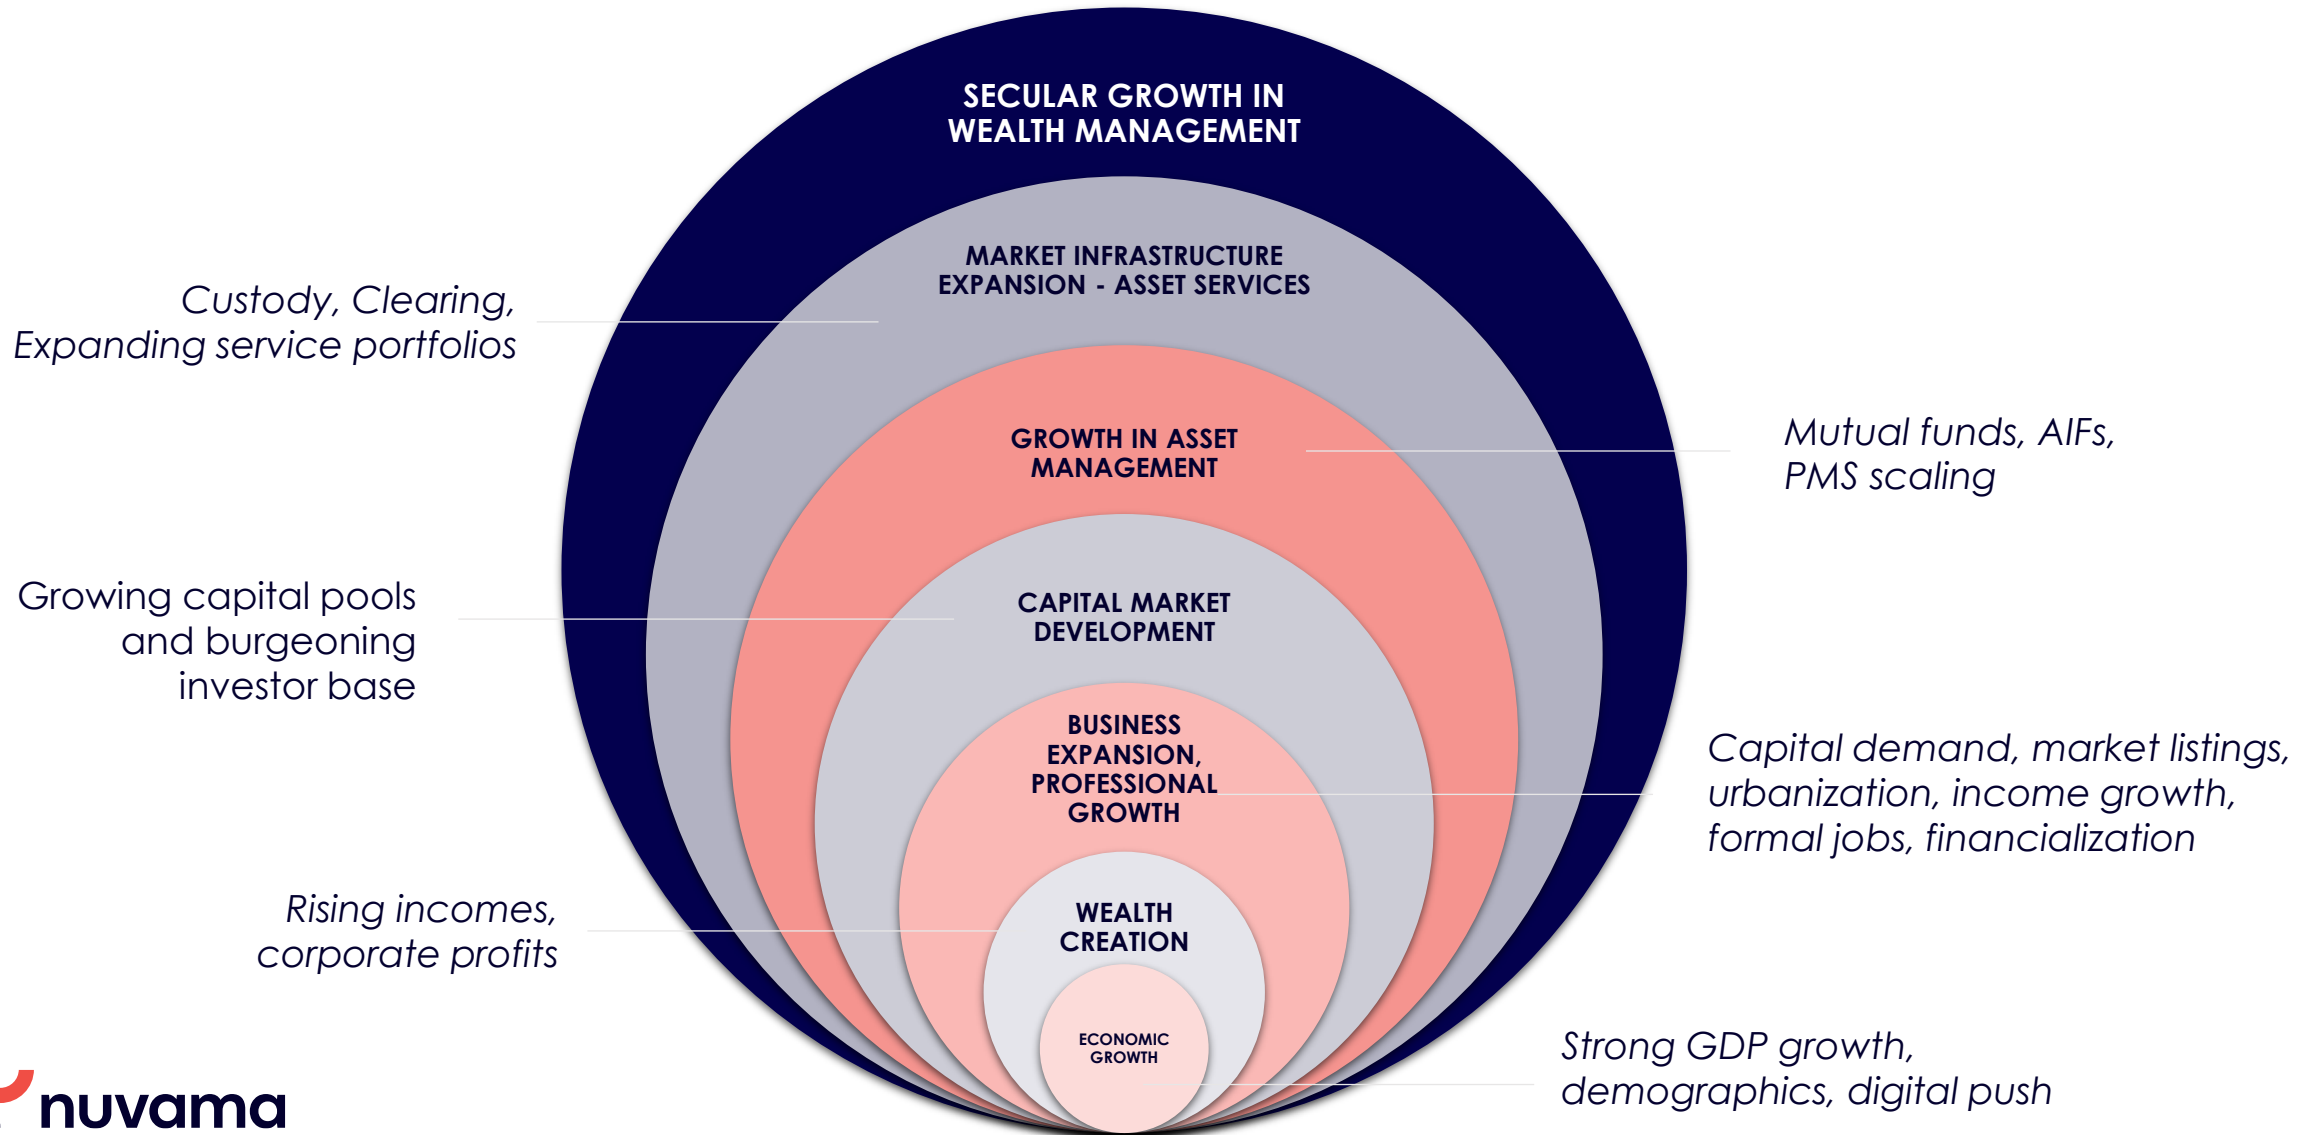 SECULAR GROWTH IN
WEALTH MANAGEMENT
MARKET INFRASTRUCTURE
EXPANSION - ASSET SERVICES
Custody, Clearing,
Expanding service portfolios
GROWTH IN ASSET
MANAGEMENT
Mutual funds, AIFs,
PMS scaling
CAPITAL MARKET
DEVELOPMENT
Growing capital pools
and burgeoning
investor base
BUSINESS
EXPANSION,
PROFESSIONAL
GROWTH
Capital demand, market listings,
urbanization, income growth,
formal jobs, financialization
WEALTH
CREATION
Rising incomes,
corporate profits
ECONOMIC
GROWTH
Strong GDP growth,
demographics, digital push
nuvama